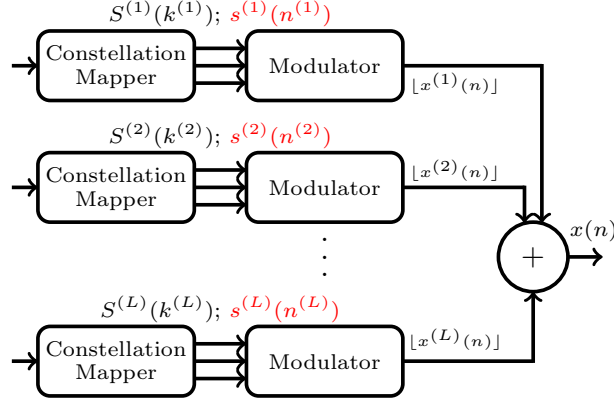 S^{(1)}(k^{(1)}); s^{(1)}(n^{(1)})
Constellation
Mapper
Modulator
⌊x^{(1)}(n)⌋
S^{(2)}(k^{(2)}); s^{(2)}(n^{(2)})
Constellation
Mapper
Modulator
⌊x^{(2)}(n)⌋
x(n)
+
⋮
S^{(L)}(k^{(L)}); s^{(L)}(n^{(L)})
Constellation
Mapper
Modulator
⌊x^{(L)}(n)⌋